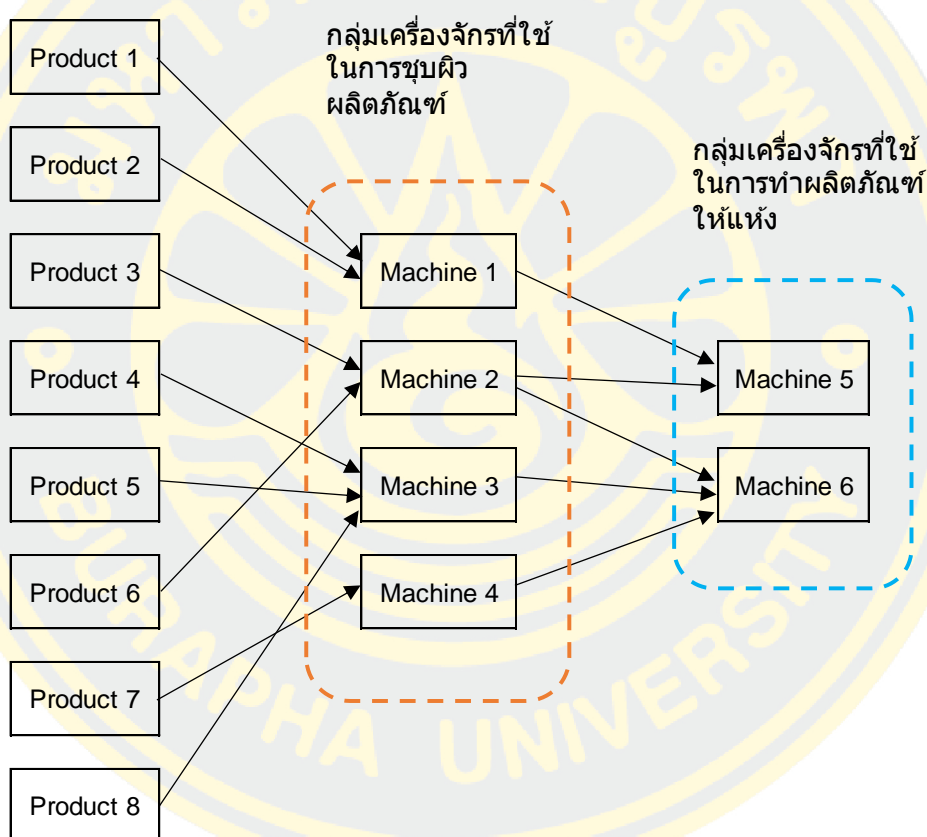 Product 1
Product 2
Product 3
Product 4
Product 5
Product 6
Product 7
Product 8
กลุ่มเครื่องจักรที่ใช้
ในการชุบผิว
ผลิตภัณฑ์
Machine 1
Machine 2
Machine 3
Machine 4
กลุ่มเครื่องจักรที่ใช้
ในการทำผลิตภัณฑ์
ให้แห้ง
Machine 5
Machine 6
BURAPHA UNIVERSITY